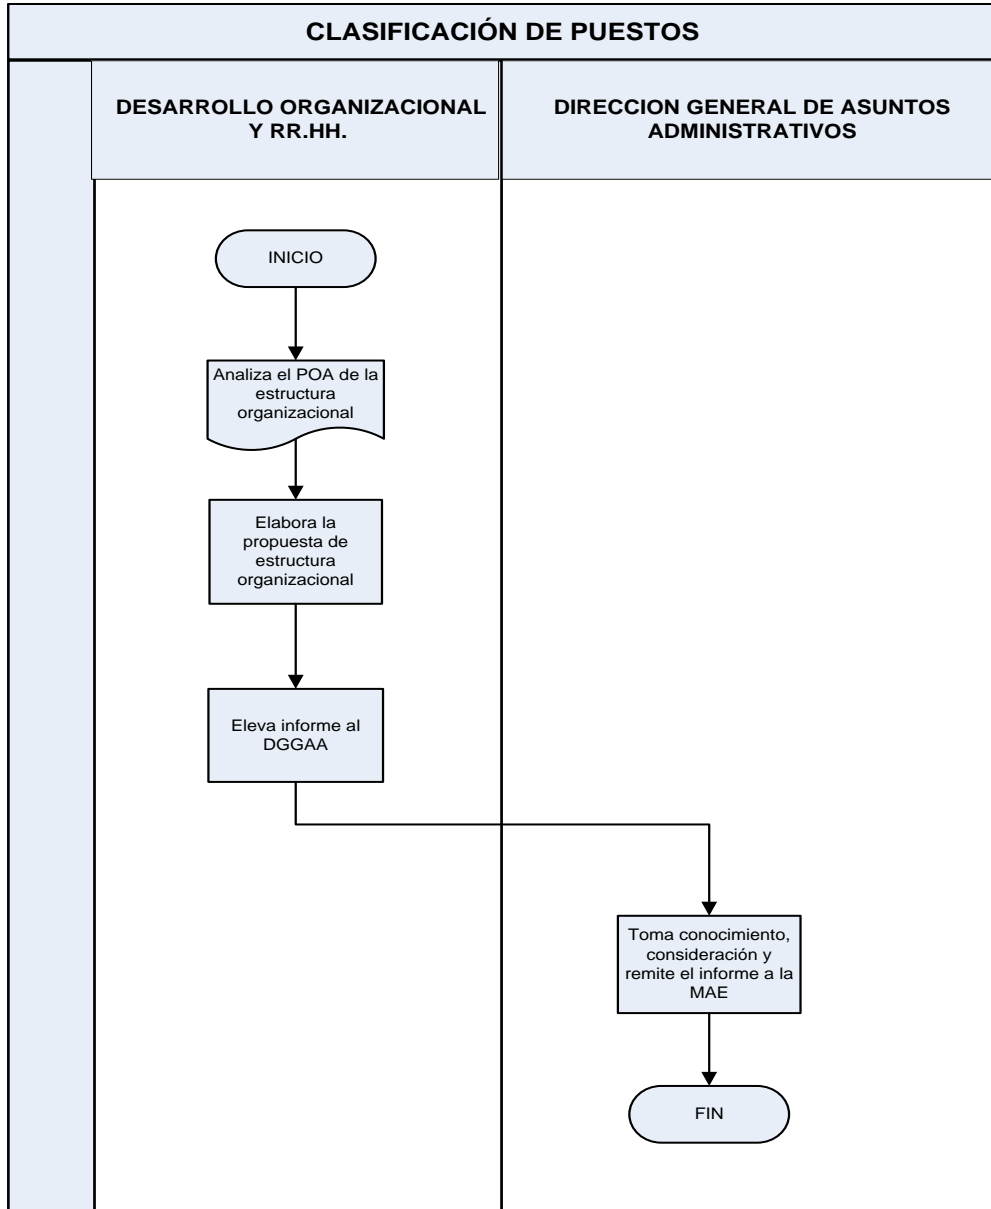 CLASIFICACIÓN DE PUESTOS
DESARROLLO ORGANIZACIONAL
Y RR.HH.
DIRECCION GENERAL DE ASUNTOS
ADMINISTRATIVOS
INICIO
Analiza el POA de la
estructura
organizacional
Elabora la
propuesta de
estructura
organizacional
Eleva informe al
DGGAA
Toma conocimiento,
consideración y
remite el informe a la
MAE
FIN